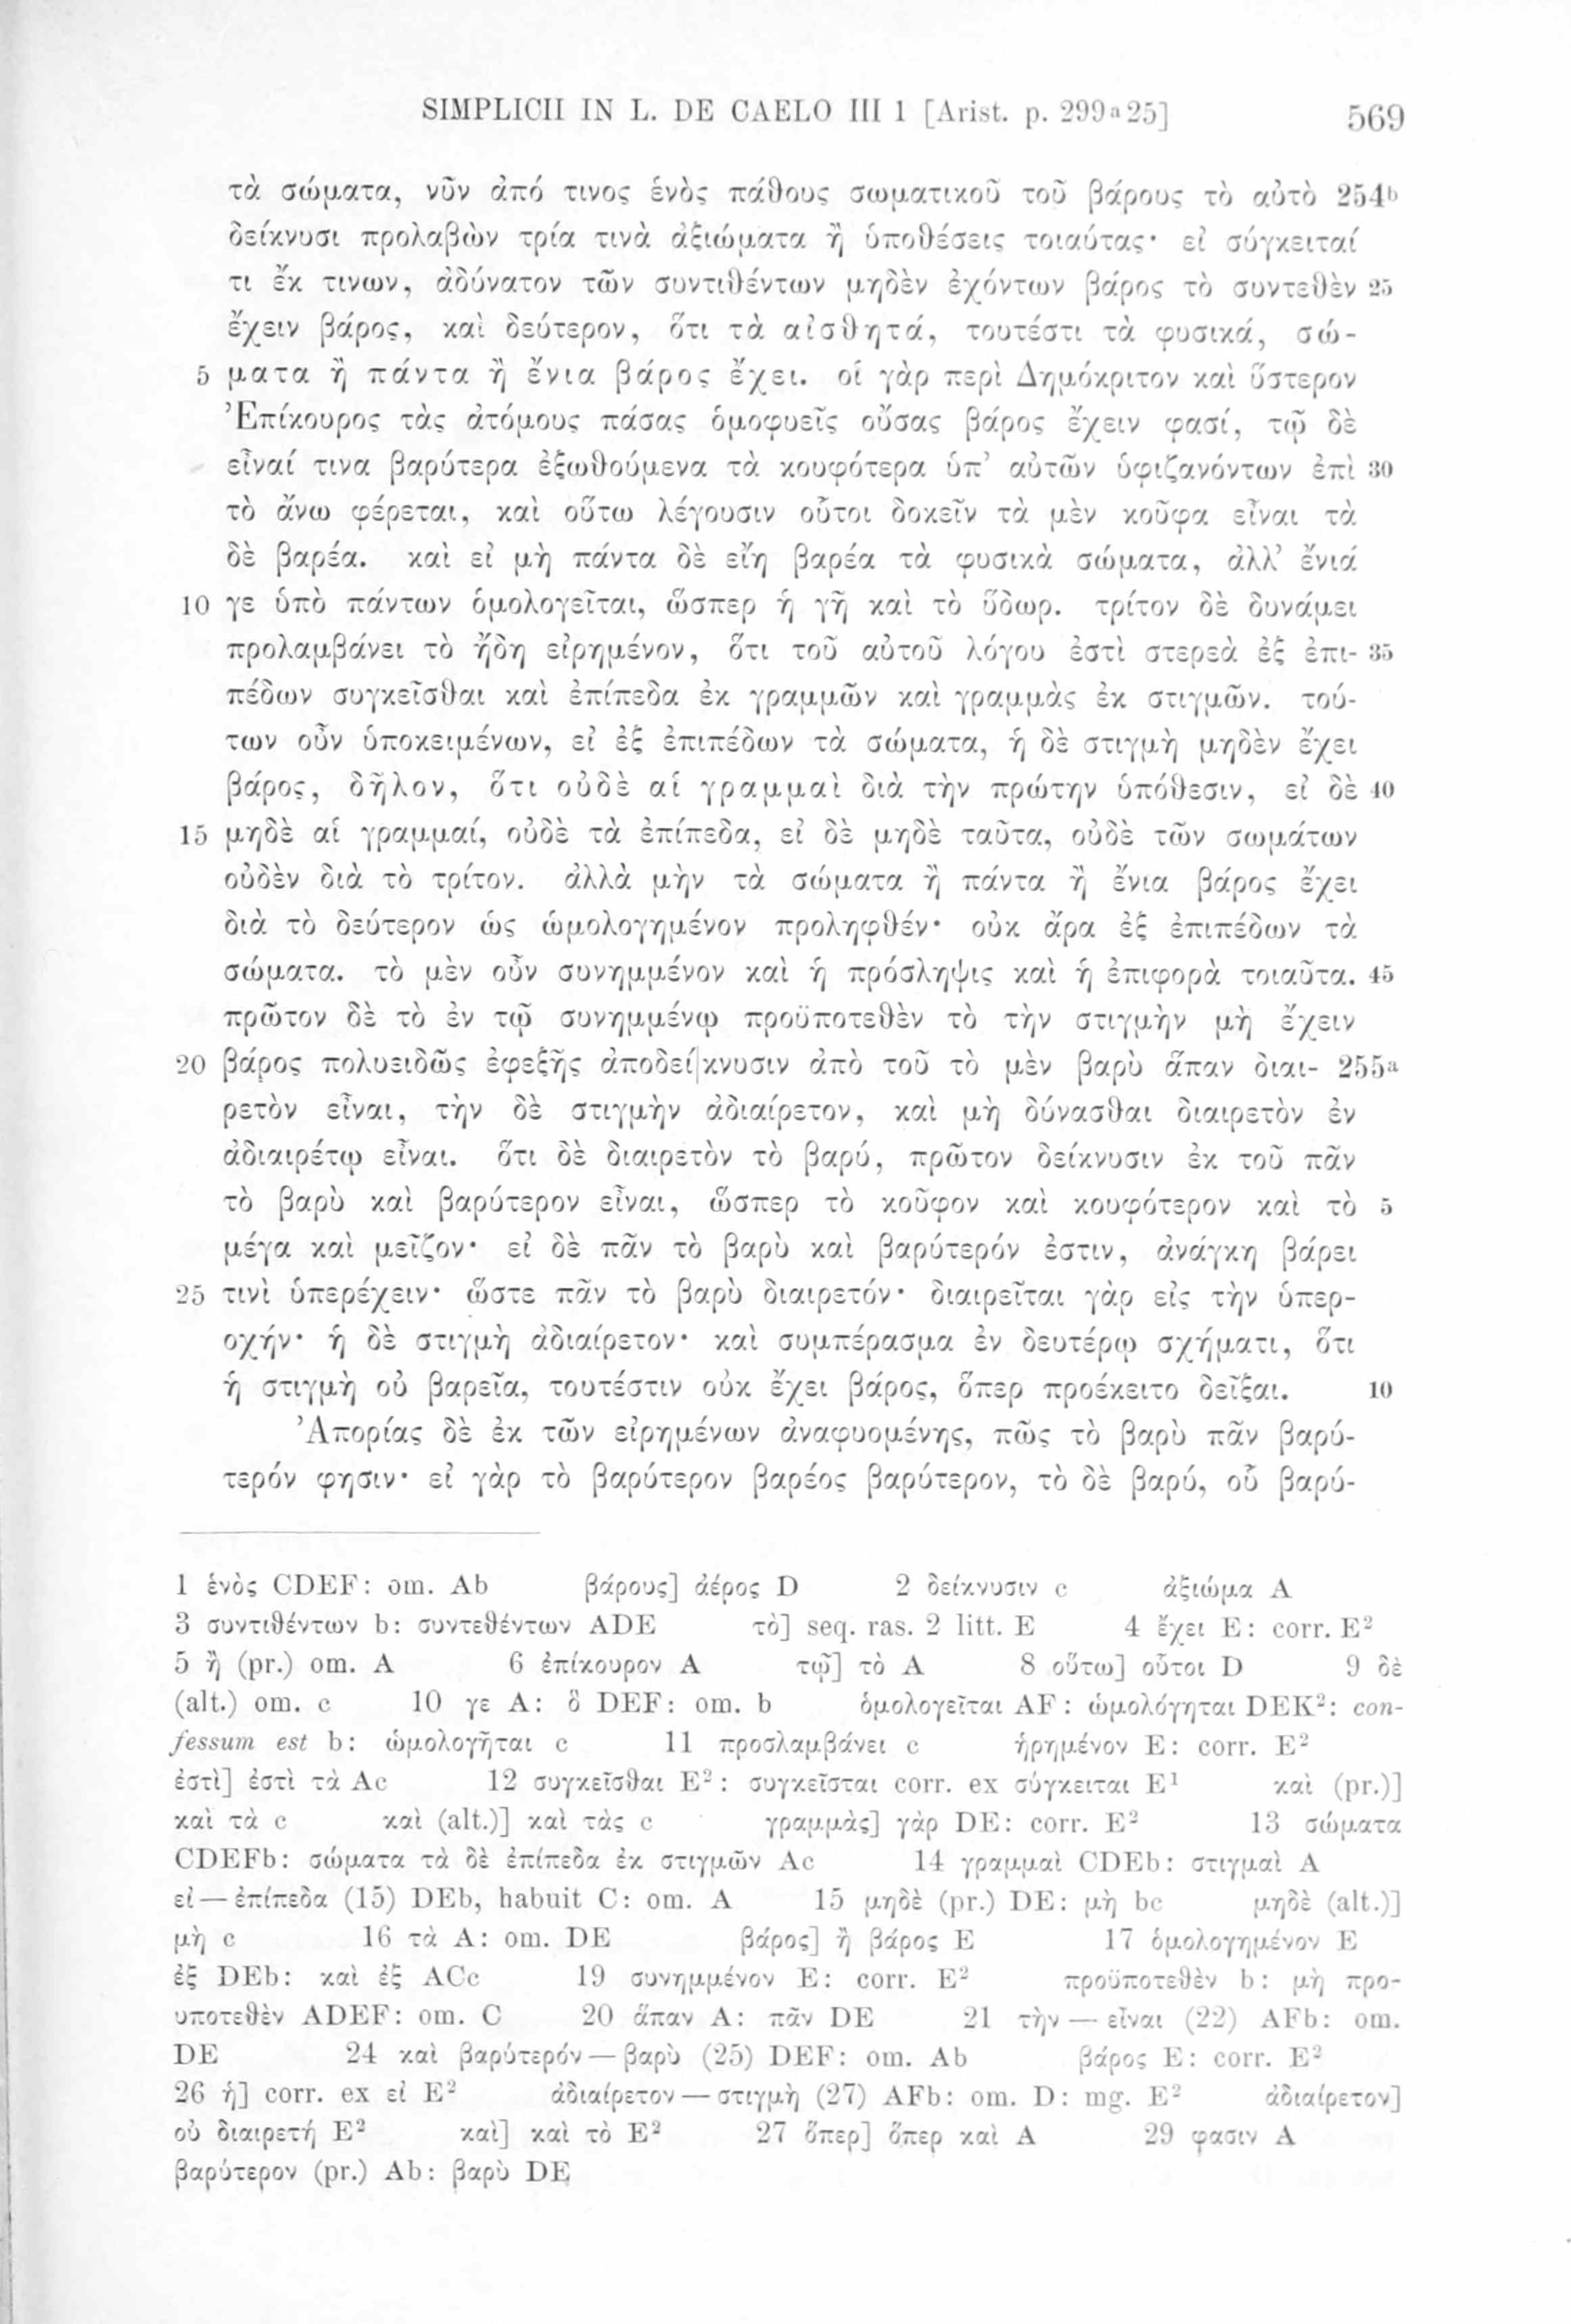 SIMPLICII IN L. DE CAELO III 1 [Arist. p. 299ᵃ25] 569
τὰ σώματα, νῦν ἀπό τινος ἑνὸς πάθους σωματικοῦ τοῦ βάρους τὸ αὐτὸ 254ᵇ
δείκνυσι προλαβὼν τρία τινὰ ἀξιώματα ἢ ὑποθέσεις τοιαύτας· εἰ σύγκειταί
τι ἔκ τινων, ἀδύνατον τῶν συντιθέντων μηδὲν ἐχόντων βάρος τὸ συντεθὲν 25
ἔχειν βάρος, καὶ δεύτερον, ὅτι τὰ αἰσθητά, τουτέστι τὰ φυσικά, σώ-
5 ματα ἢ πάντα ἢ ἔνια βάρος ἔχει. οἱ γὰρ περὶ Δημόκριτον καὶ ὕστερον
Ἐπίκουρος τὰς ἀτόμους πάσας ὁμοφυεῖς οὔσας βάρος ἔχειν φασί, τῷ δὲ
εἶναί τινα βαρύτερα ἐξωθούμενα τὰ κουφότερα ὑπ' αὐτῶν ὑφιζανόντων ἐπὶ 30
τὸ ἄνω φέρεται, καὶ οὕτω λέγουσιν οὗτοι δοκεῖν τὰ μὲν κοῦφα εἶναι τὰ
δὲ βαρέα. καὶ εἰ μὴ πάντα δὲ εἴη βαρέα τὰ φυσικὰ σώματα, ἀλλ' ἔνιά
10 γε ὑπὸ πάντων ὁμολογεῖται, ὥσπερ ἡ γῆ καὶ τὸ ὕδωρ. τρίτον δὲ δυνάμει
προλαμβάνει τὸ ἤδη εἰρημένον, ὅτι τοῦ αὐτοῦ λόγου ἐστὶ στερεὰ ἐξ ἐπι- 35
πέδων συγκεῖσθαι καὶ ἐπίπεδα ἐκ γραμμῶν καὶ γραμμὰς ἐκ στιγμῶν. τού-
των οὖν ὑποκειμένων, εἰ ἐξ ἐπιπέδων τὰ σώματα, ἡ δὲ στιγμὴ μηδὲν ἔχει
βάρος, δῆλον, ὅτι οὐδὲ αἱ γραμμαὶ διὰ τὴν πρώτην ὑπόθεσιν, εἰ δὲ 40
15 μηδὲ αἱ γραμμαί, οὐδὲ τὰ ἐπίπεδα, εἰ δὲ μηδὲ ταῦτα, οὐδὲ τῶν σωμάτων
οὐδὲν διὰ τὸ τρίτον. ἀλλὰ μὴν τὰ σώματα ἢ πάντα ἢ ἔνια βάρος ἔχει
διὰ τὸ δεύτερον ὡς ὡμολογημένον προληφθέν· οὐκ ἄρα ἐξ ἐπιπέδων τὰ
σώματα. τὸ μὲν οὖν συνημμένον καὶ ἡ πρόσληψις καὶ ἡ ἐπιφορὰ τοιαῦτα. 45
πρῶτον δὲ τὸ ἐν τῷ συνημμένῳ προϋποτεθὲν τὸ τὴν στιγμὴν μὴ ἔχειν
20 βάρος πολυειδῶς ἐφεξῆς ἀποδεί|κνυσιν ἀπὸ τοῦ τὸ μὲν βαρὺ ἅπαν διαι- 255ᵃ
ρετὸν εἶναι, τὴν δὲ στιγμὴν ἀδιαίρετον, καὶ μὴ δύνασθαι διαιρετὸν ἐν
ἀδιαιρέτῳ εἶναι. ὅτι δὲ διαιρετὸν τὸ βαρύ, πρῶτον δείκνυσιν ἐκ τοῦ πᾶν
τὸ βαρὺ καὶ βαρύτερον εἶναι, ὥσπερ τὸ κοῦφον καὶ κουφότερον καὶ τὸ 5
μέγα καὶ μεῖζον· εἰ δὲ πᾶν τὸ βαρὺ καὶ βαρύτερόν ἐστιν, ἀνάγκη βάρει
25 τινὶ ὑπερέχειν· ὥστε πᾶν τὸ βαρὺ διαιρετόν· διαιρεῖται γὰρ εἰς τὴν ὑπερ-
οχήν· ἡ δὲ στιγμὴ ἀδιαίρετον· καὶ συμπέρασμα ἐν δευτέρῳ σχήματι, ὅτι
ἡ στιγμὴ οὐ βαρεῖα, τουτέστιν οὐκ ἔχει βάρος, ὅπερ προέκειτο δεῖξαι. 10
Ἀπορίας δὲ ἐκ τῶν εἰρημένων ἀναφυομένης, πῶς τὸ βαρὺ πᾶν βαρύ-
τερόν φησιν· εἰ γὰρ τὸ βαρύτερον βαρέος βαρύτερον, τὸ δὲ βαρύ, οὗ βαρύ-
1 ἑνὸς CDEF: om. Ab βάρους] ἀέρος D 2 δείκνυσιν c ἀξιώμα A
3 συντιθέντων b: συντεθέντων ADE τὸ] seq. ras. 2 litt. E 4 ἔχει E: corr. E²
5 ἢ (pr.) om. A 6 ἐπίκουρον A τῷ] τὸ A 8 οὕτω] οὗτοι D 9 δὲ
(alt.) om. c 10 γε A: ὃ DEF: om. b ὁμολογεῖται AF: ὡμολόγηται DEK²: con-
fessum est b: ὡμολογῆται c 11 προσλαμβάνει c ἡρημένον E: corr. E²
ἐστὶ] ἐστὶ τὰ Ac 12 συγκεῖσθαι E²: συγκεῖσται corr. ex σύγκειται E¹ καὶ (pr.)]
καὶ τὰ c καὶ (alt.)] καὶ τὰς c γραμμὰς] γὰρ DE: corr. E² 13 σώματα
CDEFb: σώματα τὰ δὲ ἐπίπεδα ἐκ στιγμῶν Ac 14 γραμμαὶ CDEb: στιγμαὶ A
εἰ—ἐπίπεδα (15) DEb, habuit C: om. A 15 μηδὲ (pr.) DE: μὴ bc μηδὲ (alt.)]
μὴ c 16 τὰ A: om. DE βάρος] ἢ βάρος E 17 ὁμολογημένον E
ἐξ DEb: καὶ ἐξ ACc 19 συνημμένον E: corr. E² προϋποτεθὲν b: μὴ προ-
υποτεθὲν ADEF: om. C 20 ἅπαν A: πᾶν DE 21 τὴν—εἶναι (22) AFb: om.
DE 24 καὶ βαρύτερόν—βαρὺ (25) DEF: om. Ab βάρος E: corr. E²
26 ἡ] corr. ex εἰ E² ἀδιαίρετον—στιγμὴ (27) AFb: om. D: mg. E² ἀδιαίρετον]
οὐ διαιρετή E² καὶ] καὶ τὸ E² 27 ὅπερ] ὅπερ καὶ A 29 φασιν A
βαρύτερον (pr.) Ab: βαρὺ DE